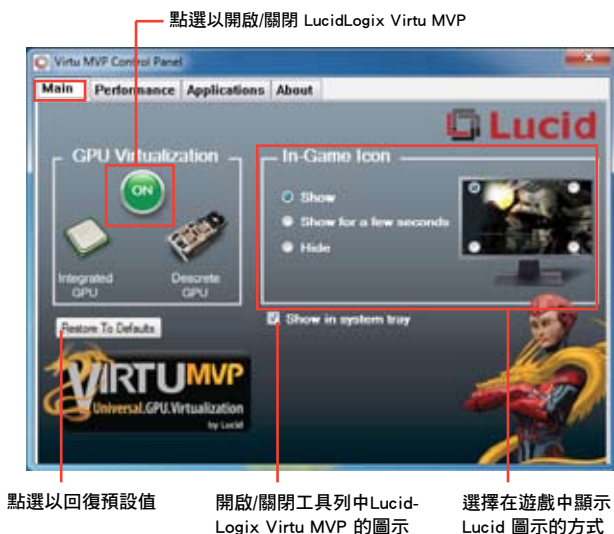 點選以開啟/關閉 LucidLogix Virtu MVP
Virtu MVP Control Panel
Main Performance Applications About
Lucid
GPU Virtualization
ON
Integrated GPU
Descrete GPU
In-Game Icon
Show
Show for a few seconds
Hide
Restore To Defaults
Show in system tray
VIRTU MVP
Universal.GPU.Virtualization
by Lucid
點選以回復預設值
開啟/關閉工具列中Lucid-
Logix Virtu MVP 的圖示
選擇在遊戲中顯示
Lucid 圖示的方式